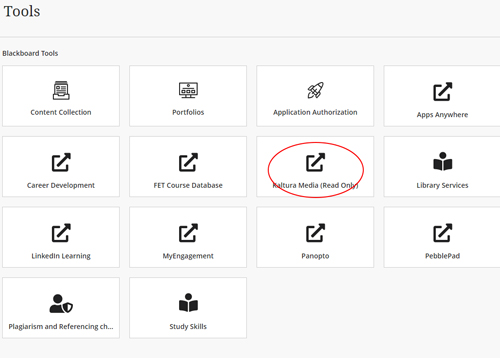 Tools
Blackboard Tools
Content Collection
Portfolios
Application Authorization
Apps Anywhere
Career Development
FET Course Database
Kaltura Media (Read Only)
Library Services
LinkedIn Learning
MyEngagement
Panopto
PebblePad
Plagiarism and Referencing ch...
Study Skills